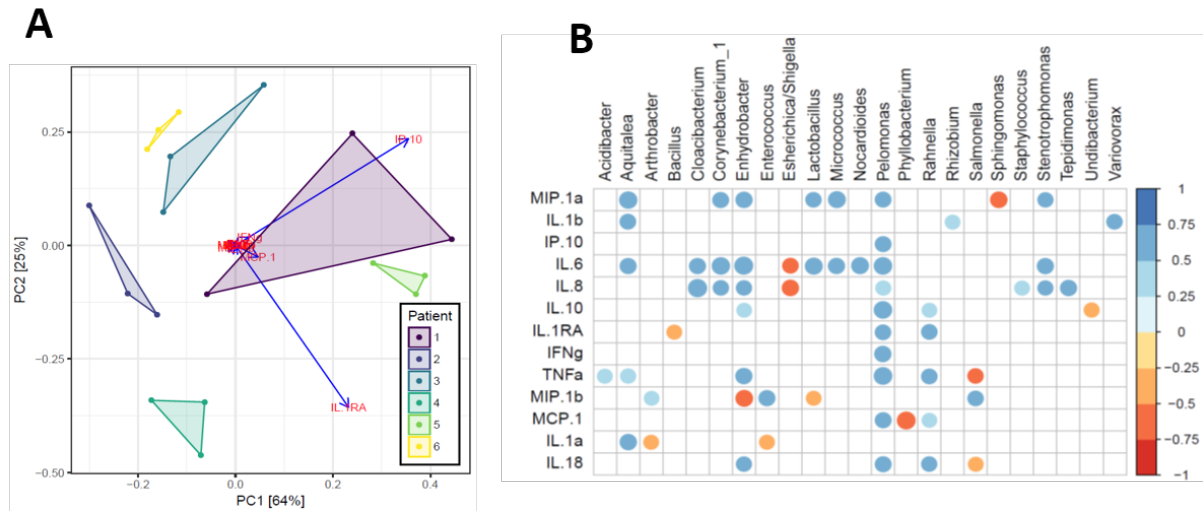 A
B
0.25
0.00
−0.25
−0.50
PC2 [25%]
−0.2
0.0
0.2
0.4
PC1 [64%]
IP.10
IFNg
MCP.1
IL.1RA
Patient
1
2
3
4
5
6
Acidibacter
Aquitalea
Arthrobacter
Bacillus
Cloacibacterium
Corynebacterium_1
Enhydrobacter
Enterococcus
Esherichica/Shigella
Lactobacillus
Micrococcus
Nocardioides
Pelomonas
Phyllobacterium
Rahnella
Rhizobium
Salmonella
Sphingomonas
Staphylococcus
Stenotrophomonas
Tepidimonas
Undibacterium
Variovorax
MIP.1a
IL.1b
IP.10
IL.6
IL.8
IL.10
IL.1RA
IFNg
TNFa
MIP.1b
MCP.1
IL.1a
IL.18
1
0.75
0.5
0.25
0
−0.25
−0.5
−0.75
−1